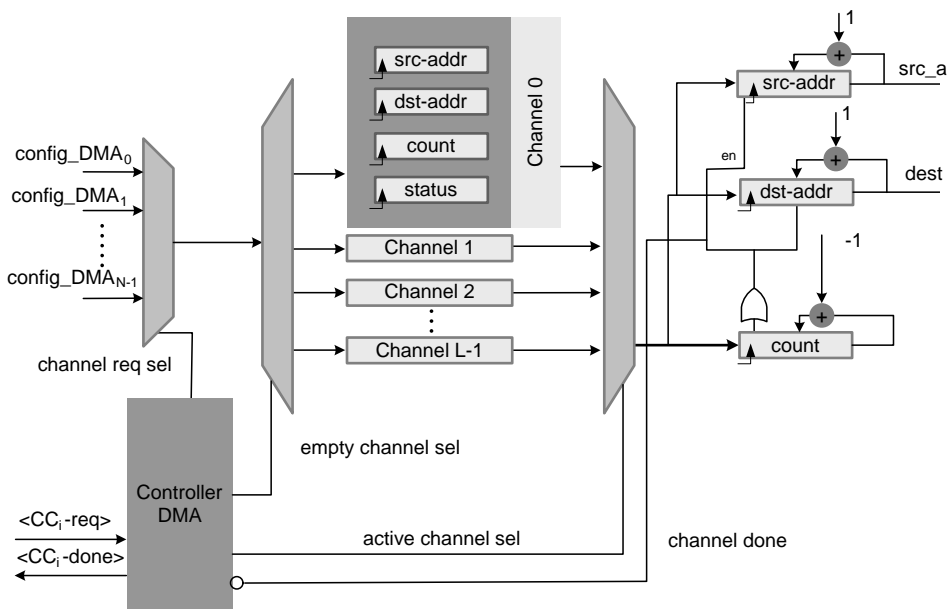 1
src-addr
src_a
+
src-addr
dst-addr
count
status
Channel 0
1
en
+
dst-addr
dest
config_DMA0
config_DMA1
config_DMAN-1
Channel 1
Channel 2
Channel L-1
-1
+
count
channel req sel
empty channel sel
Controller
DMA
<CCi-req>
<CCi-done>
active channel sel
channel done